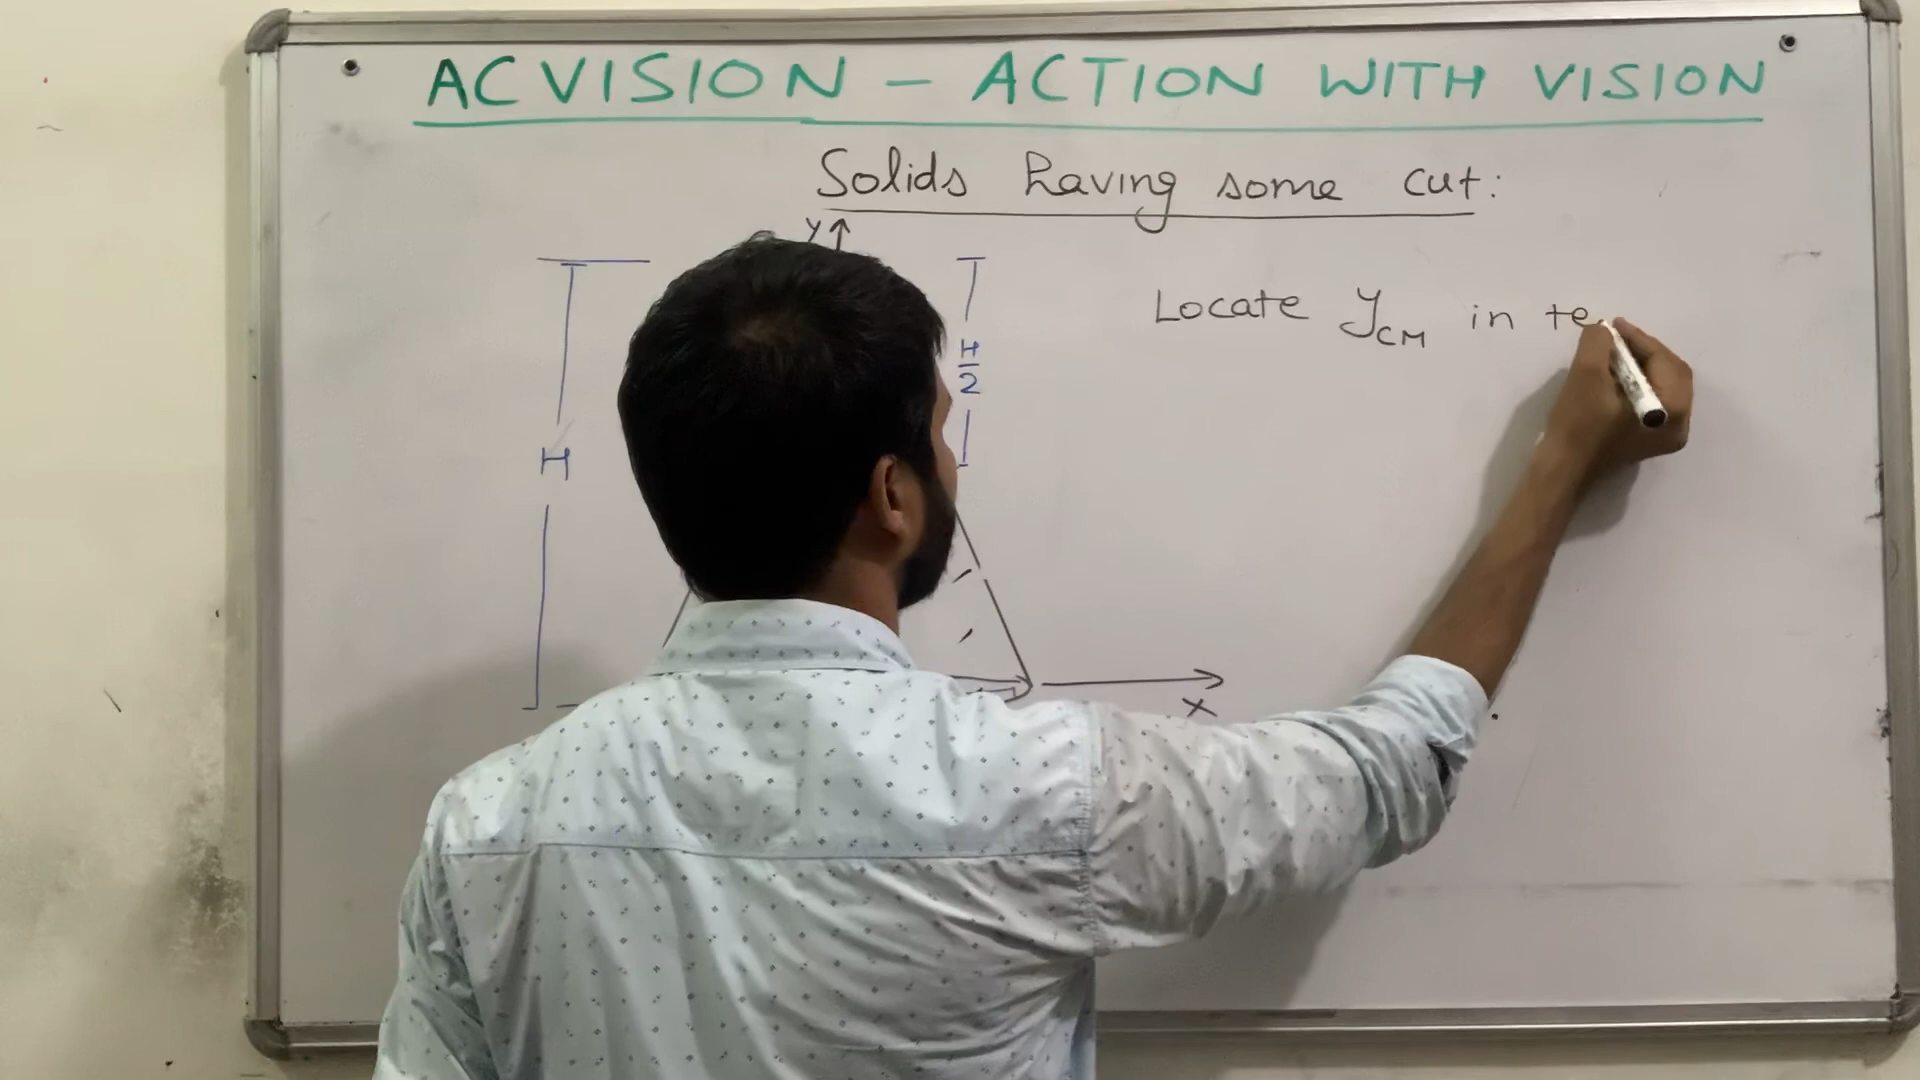 ACVISION - ACTION WITH VISION
Solids having some cut:
Y
H
H
2
Locate yCM in te
X